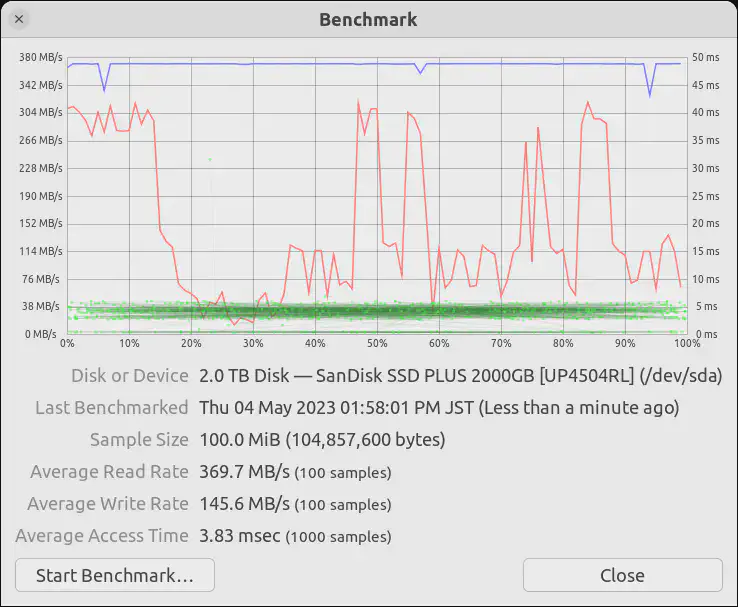 Benchmark
380 MB/s 50 ms
342 MB/s 45 ms
304 MB/s 40 ms
266 MB/s 35 ms
228 MB/s 30 ms
190 MB/s 25 ms
152 MB/s 20 ms
114 MB/s 15 ms
76 MB/s 10 ms
38 MB/s 5 ms
0 MB/s 0 ms
0% 10% 20% 30% 40% 50% 60% 70% 80% 90% 100%
Disk or Device 2.0 TB Disk — SanDisk SSD PLUS 2000GB [UP4504RL] (/dev/sda)
Last Benchmarked Thu 04 May 2023 01:58:01 PM JST (Less than a minute ago)
Sample Size 100.0 MiB (104,857,600 bytes)
Average Read Rate 369.7 MB/s (100 samples)
Average Write Rate 145.6 MB/s (100 samples)
Average Access Time 3.83 msec (1000 samples)
Start Benchmark… Close